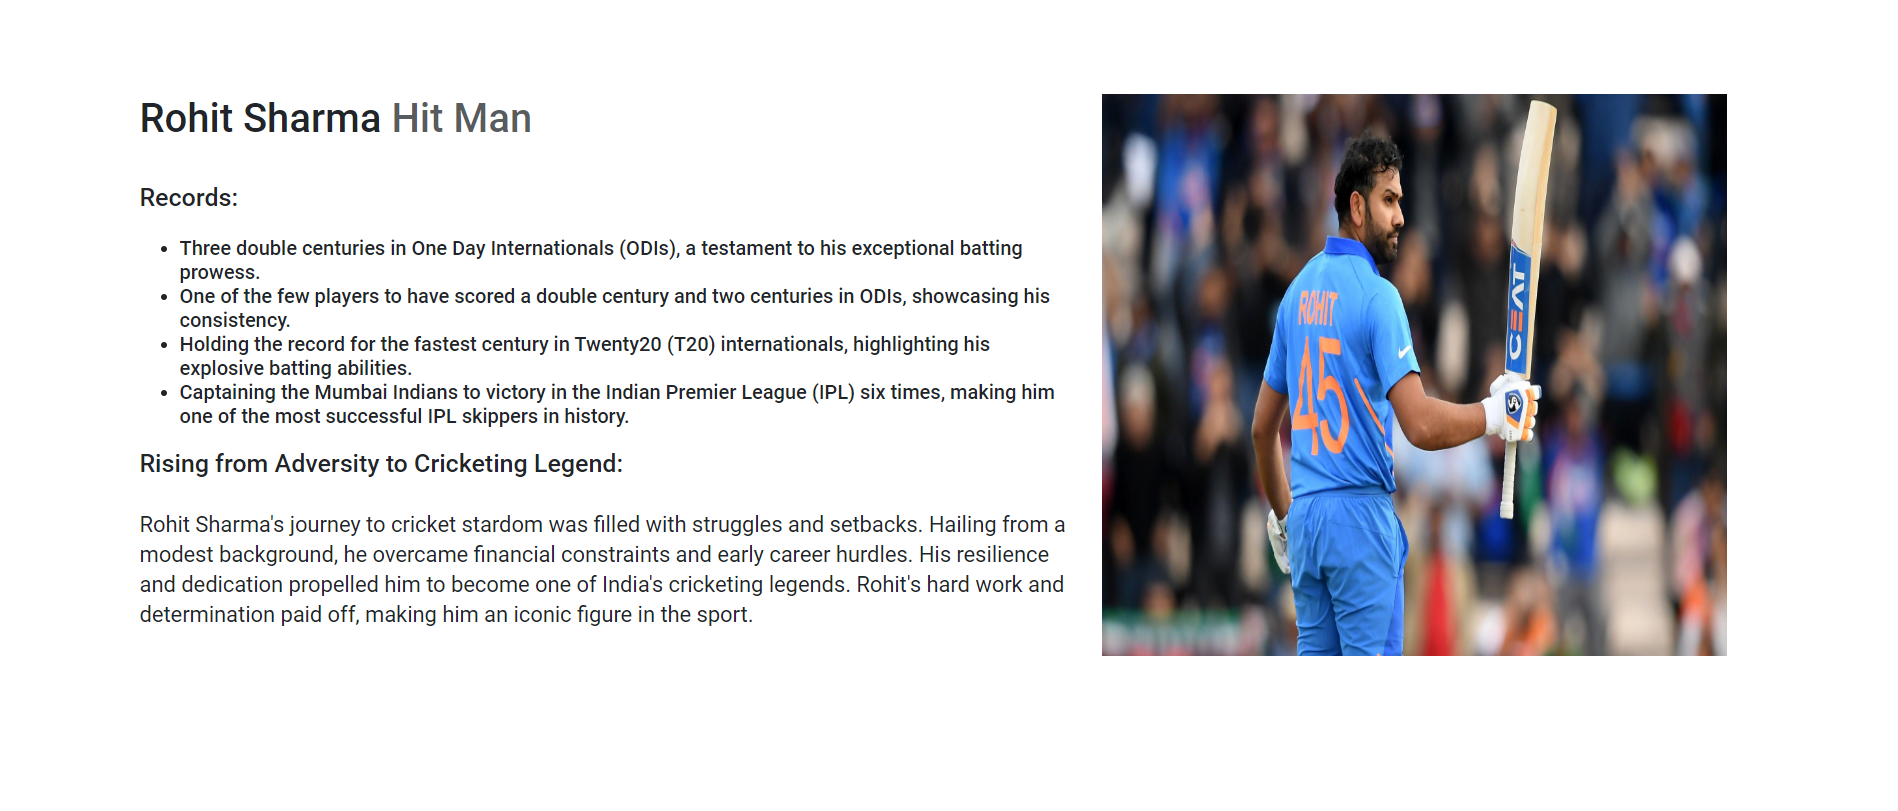 Rohit Sharma Hit Man
Records:
• Three double centuries in One Day Internationals (ODIs), a testament to his exceptional batting
prowess.
• One of the few players to have scored a double century and two centuries in ODIs, showcasing his
consistency.
• Holding the record for the fastest century in Twenty20 (T20) internationals, highlighting his
explosive batting abilities.
• Captaining the Mumbai Indians to victory in the Indian Premier League (IPL) six times, making him
one of the most successful IPL skippers in history.
Rising from Adversity to Cricketing Legend:
Rohit Sharma's journey to cricket stardom was filled with struggles and setbacks. Hailing from a
modest background, he overcame financial constraints and early career hurdles. His resilience
and dedication propelled him to become one of India's cricketing legends. Rohit's hard work and
determination paid off, making him an iconic figure in the sport.
ROHIT
45
CEAT